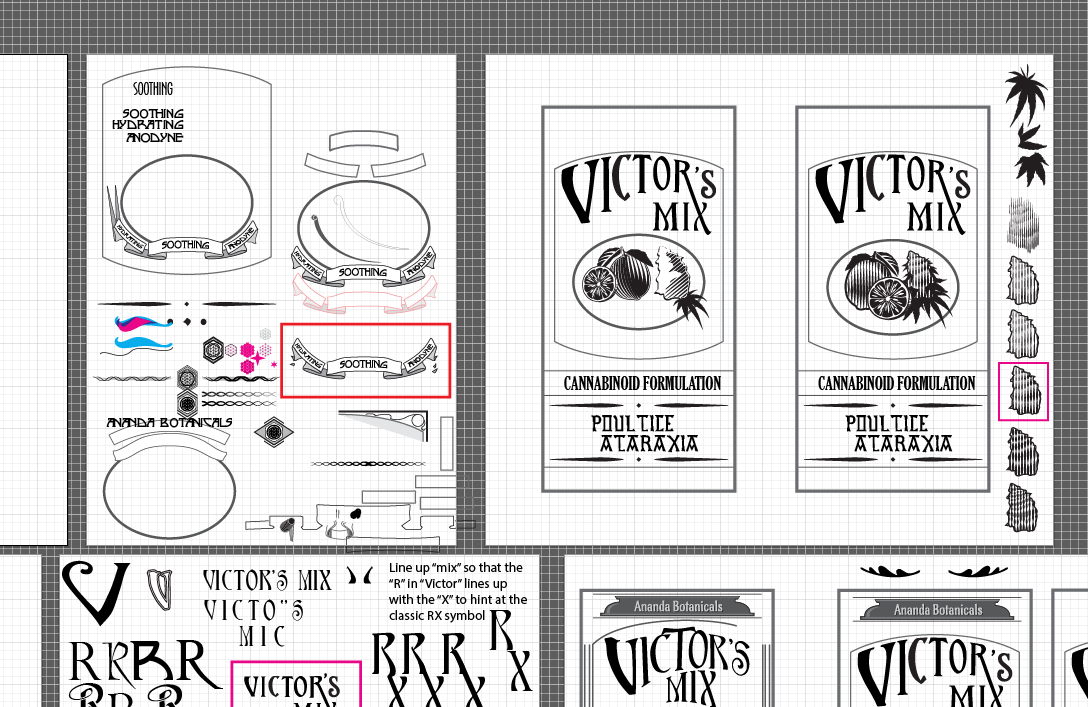 SOOTHING
SOOTHING
HYDRATING
ANODYNE
HYDRATING
SOOTHING
ANODYNE
HYDRATING
SOOTHING
ANODYNE
HYDRATING
SOOTHING
ANODYNE
ANANDA BOTANICALS
VICTOR'S
MIX
CANNABINOID FORMULATION
POULTICE
ATARAXIA
VICTOR'S
MIX
CANNABINOID FORMULATION
POULTICE
ATARAXIA
V
VICTOR'S MIX
VICTO"S
MIC
Line up “mix” so that the
“R” in “Victor” lines up
with the “X” to hint at the
classic RX symbol
R
X
R R R R
R R R
X X X
VICTOR'S
Ananda Botanicals
VICTOR'S
MIX
Ananda Botanicals
VICTOR'S
MIX